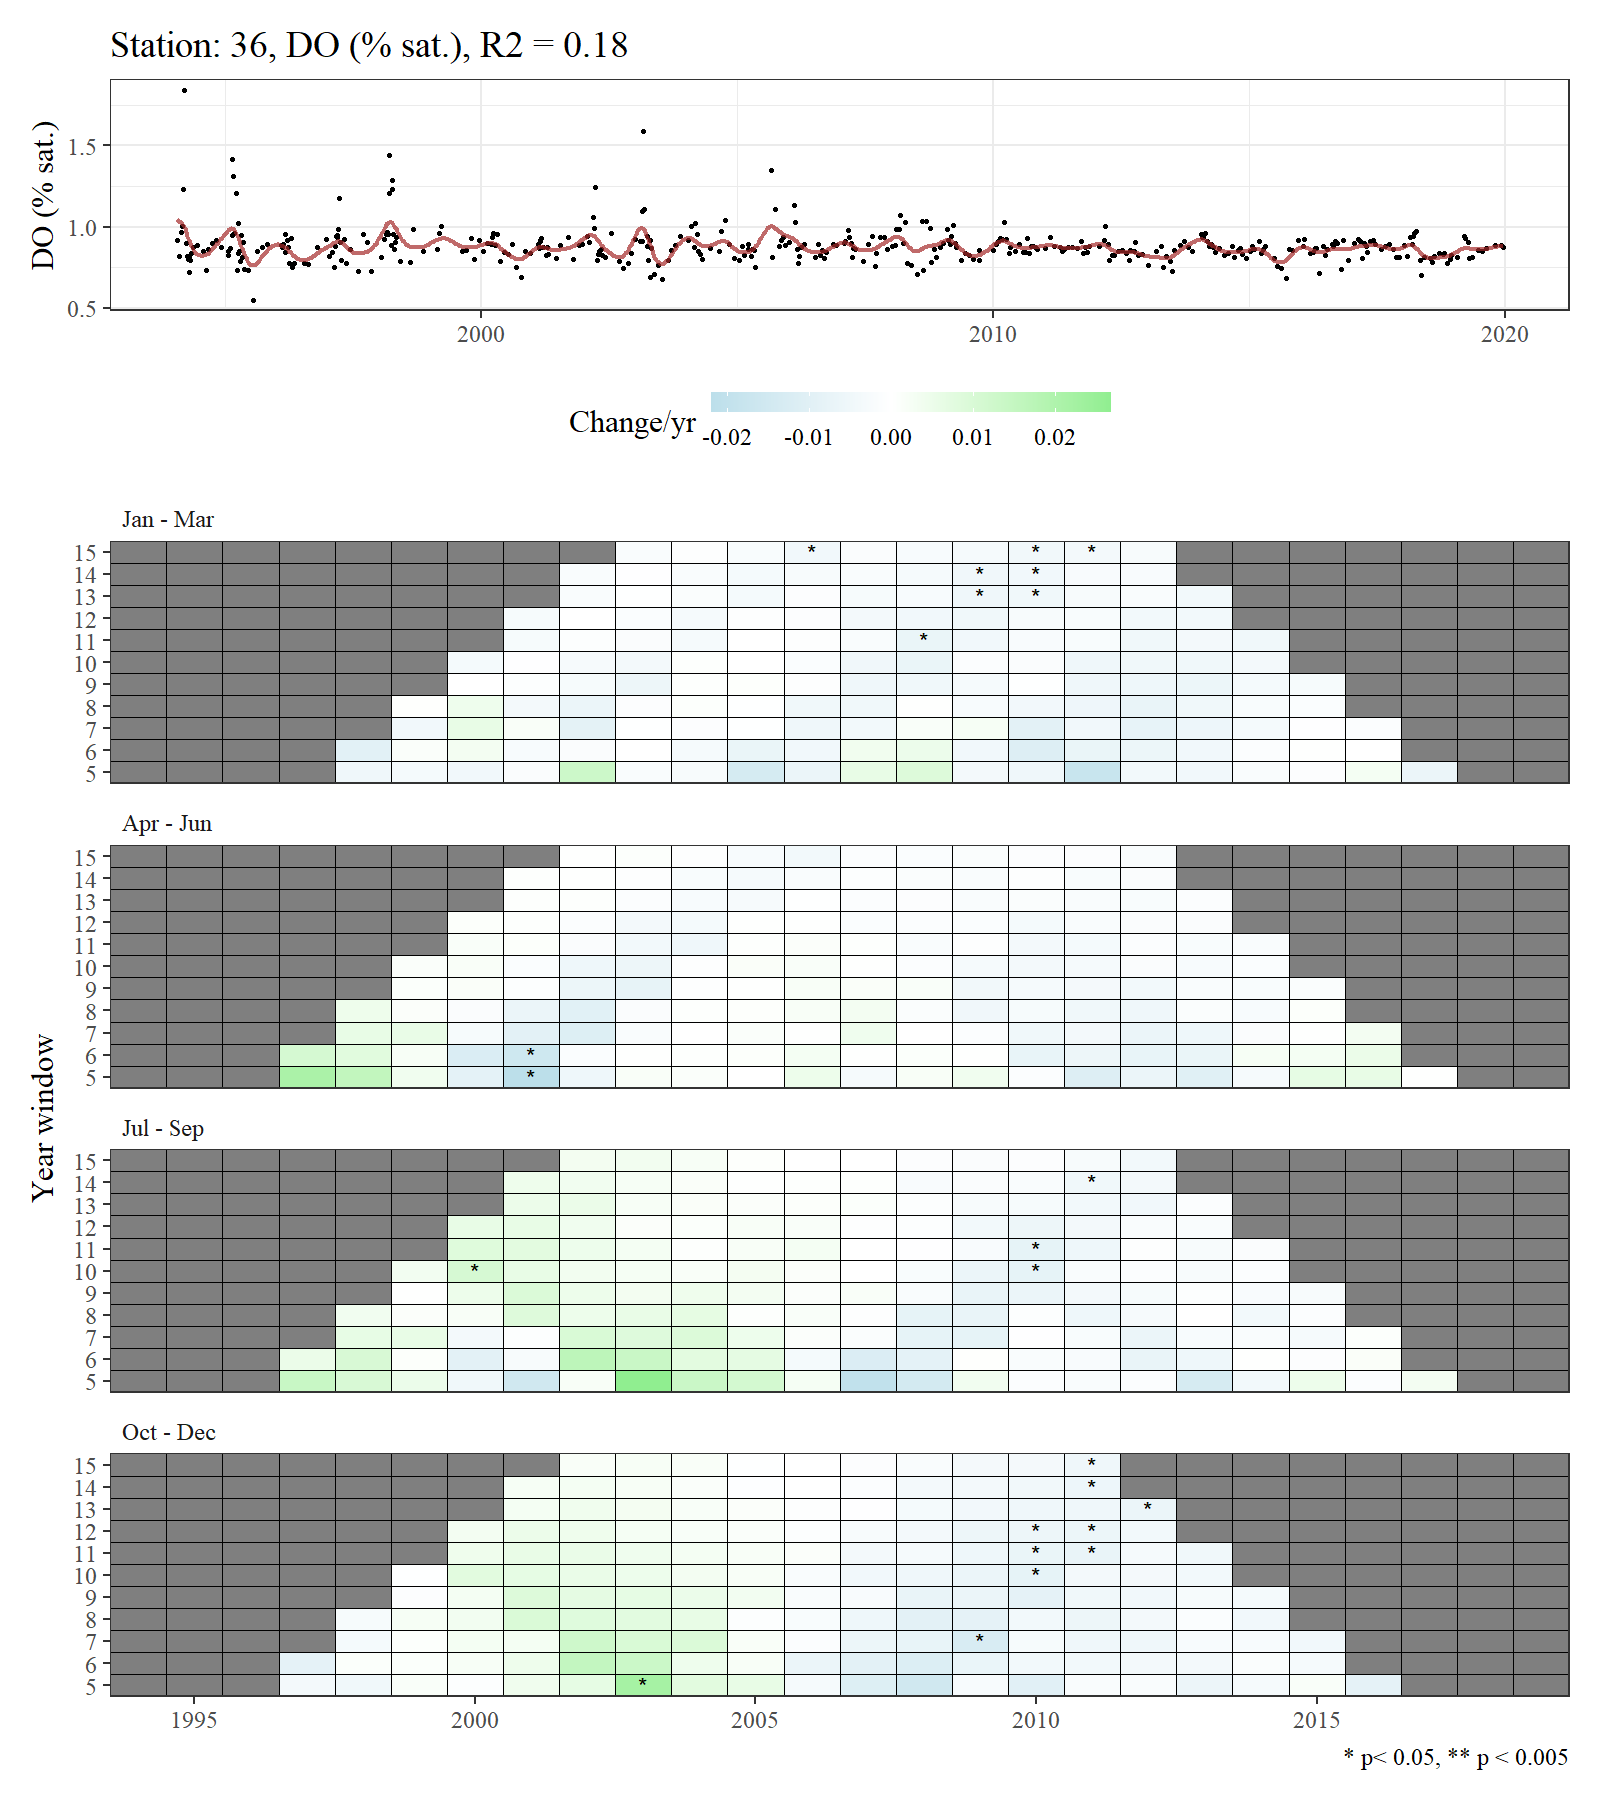 Station: 36, DO (% sat.), R2 = 0.18
DO (% sat.)
1.5
1.0
0.5
2000 2010 2020
Change/yr
-0.02 -0.01 0.00 0.01 0.02
Year window
Jan - Mar
15 * * *
14 * *
13 * *
12
11 *
10
9
8
7
6
5
Apr - Jun
15
14
13
12
11
10
9
8
7
6 *
5 *
Jul - Sep
15
14 *
13
12
11 *
10 * *
9
8
7
6
5
Oct - Dec
15 *
14 *
13 *
12 * *
11 * *
10 *
9
8
7 *
6
5 *
1995 2000 2005 2010 2015
* p< 0.05, ** p < 0.005